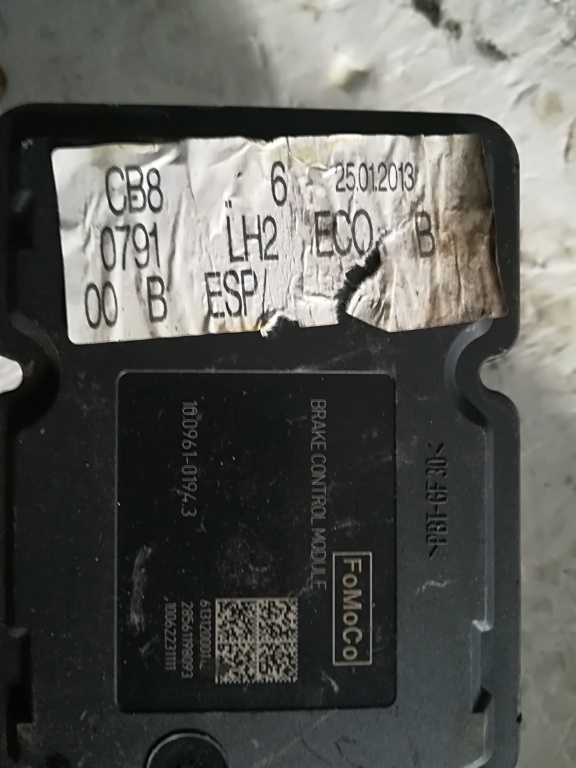 CB8 .. 6 25.01.2013
0791 LH2 ECO B
00 B ESP/
FoMoCo
BRAKE CONTROL MODULE
10.0961-0194.3
>PBT-GF30<